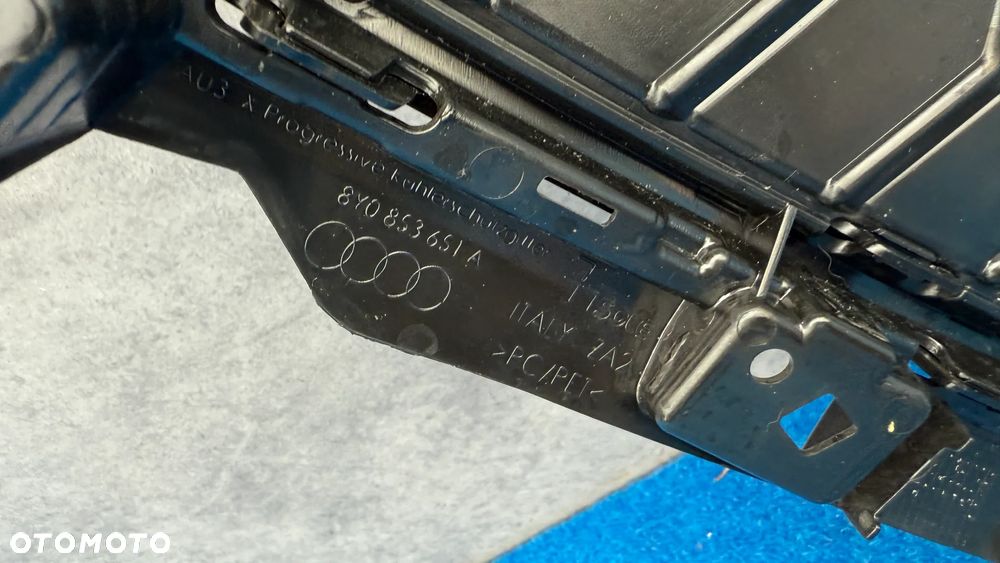 AU3 X Progressive Kühlerschutzgitter
8Y0 853 651 A
ITALY
>PC/PET<
OTOMOTO